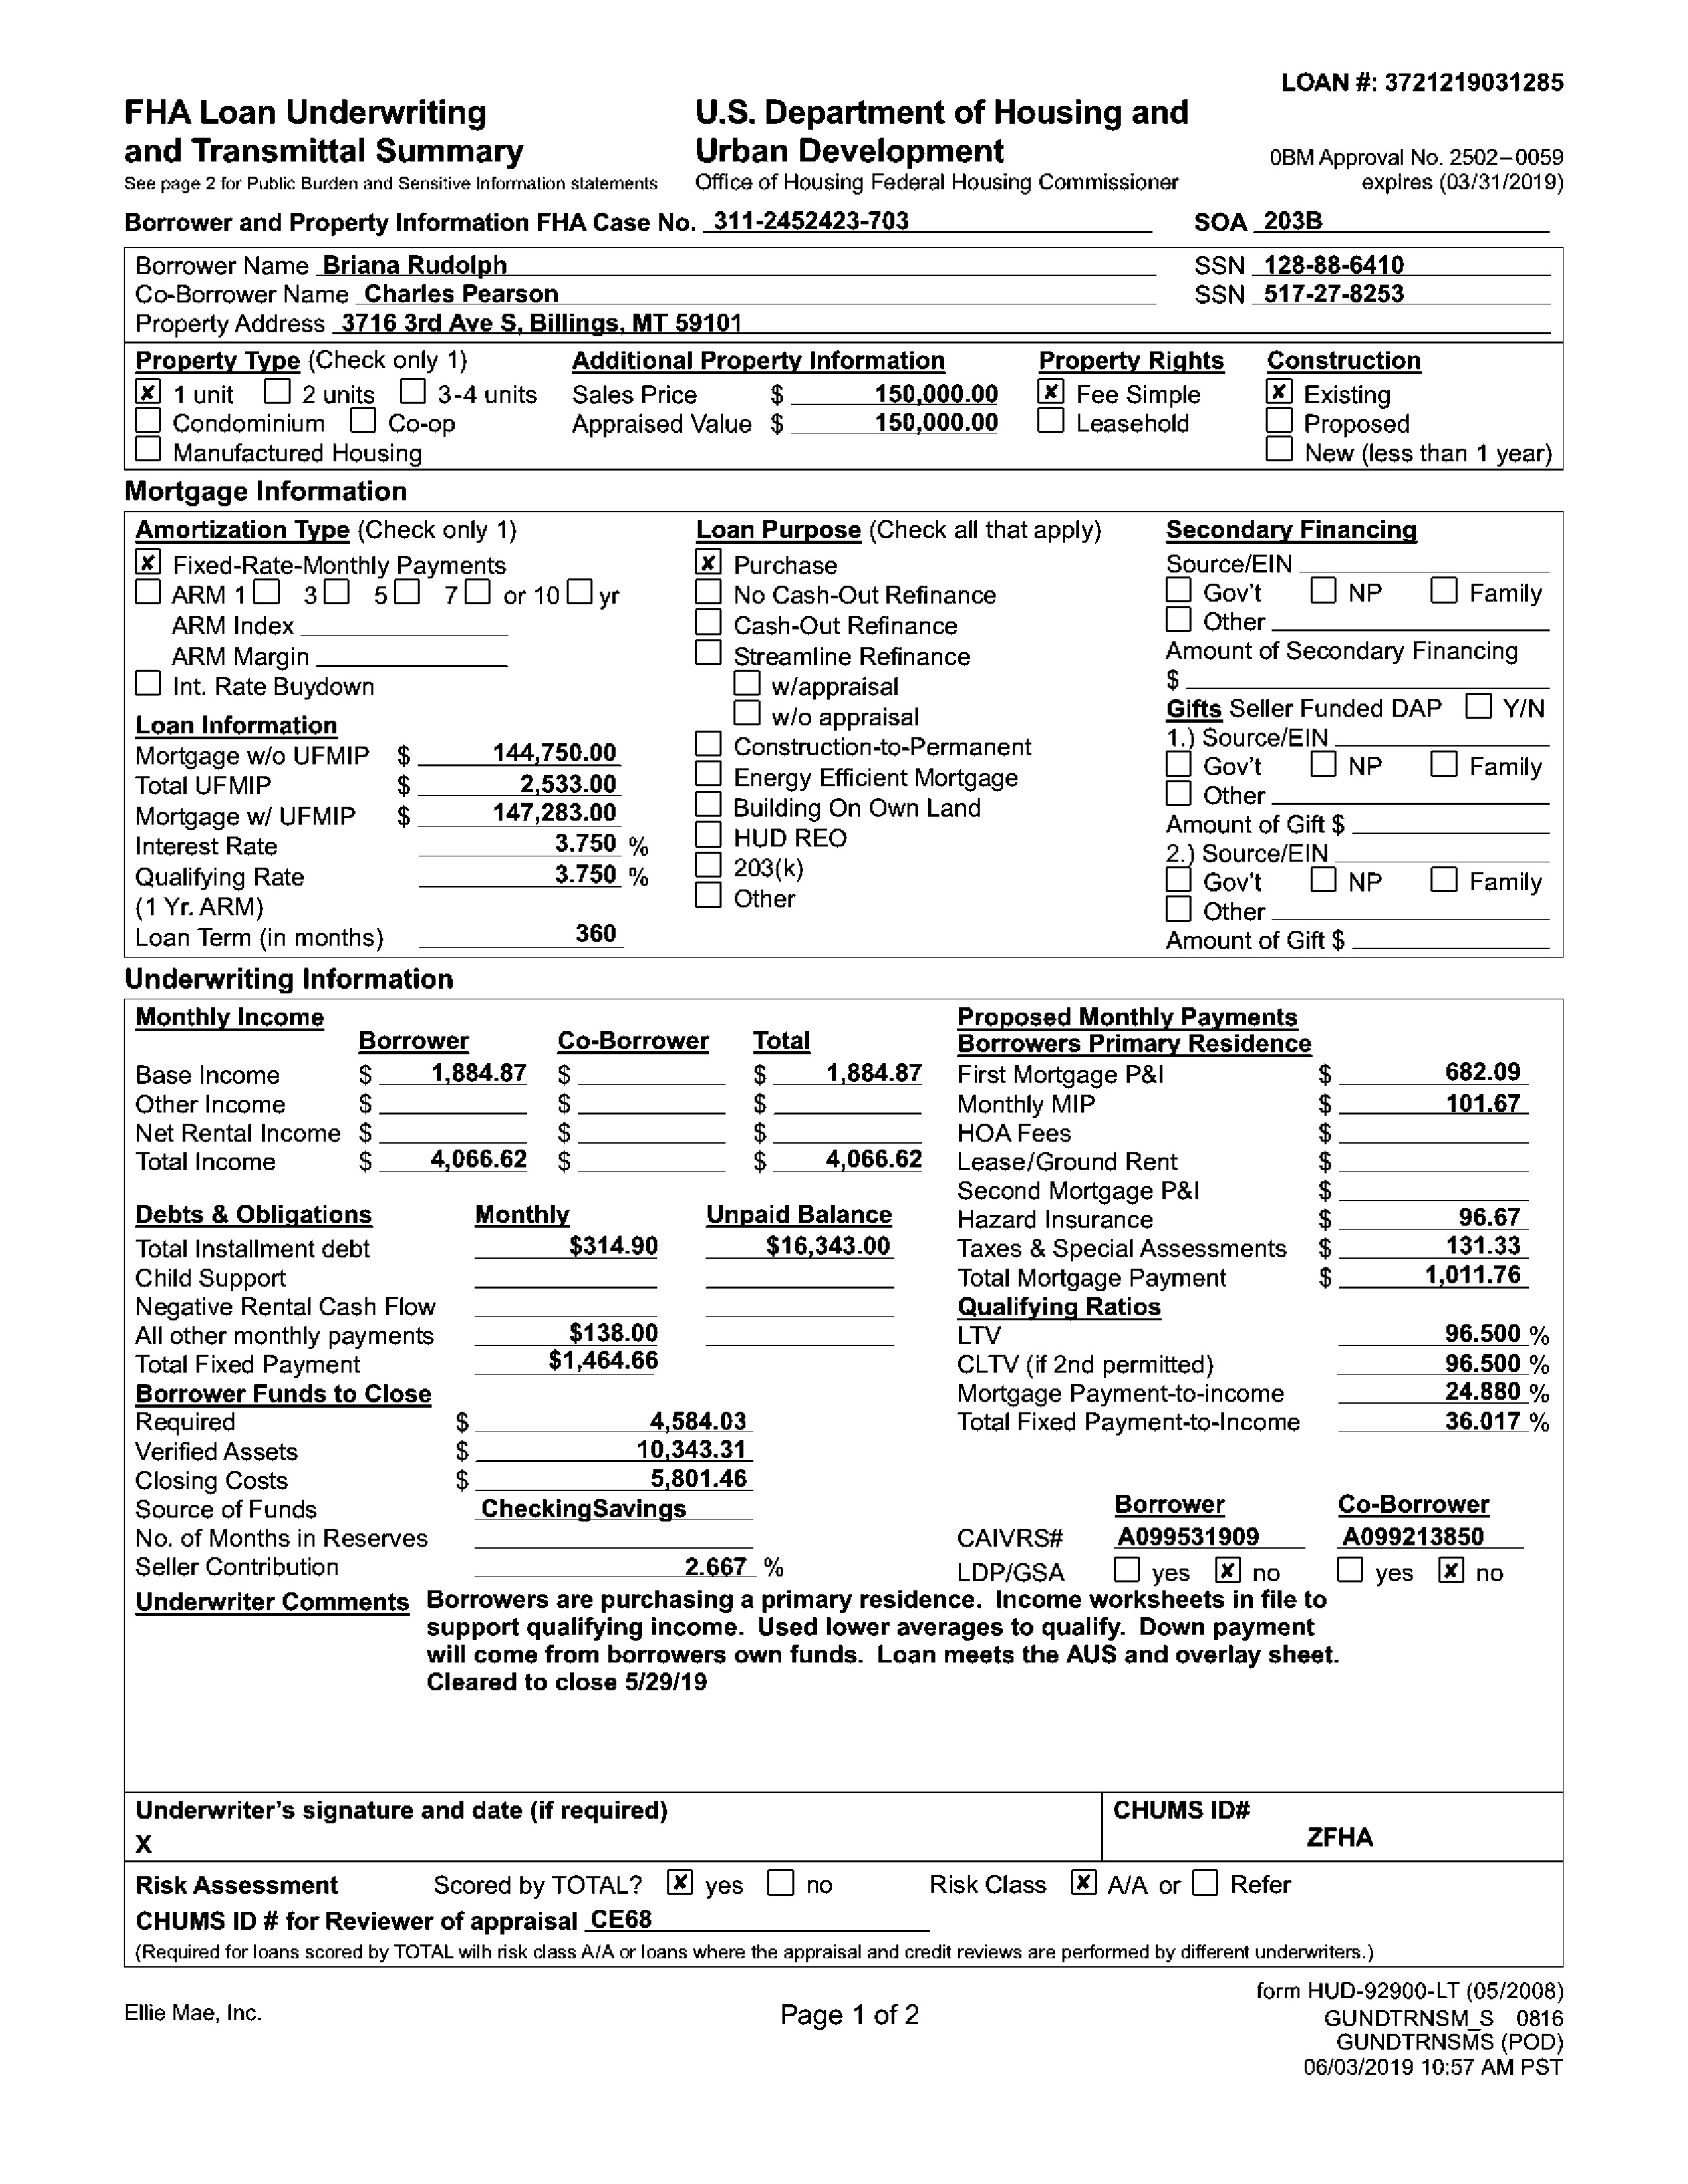 LOAN #: 3721219031285
FHA Loan Underwriting
and Transmittal Summary
See page 2 for Public Burden and Sensitive Information statements
U.S. Department of Housing and
Urban Development
Office of Housing Federal Housing Commissioner
0BM Approval No. 2502–0059
expires (03/31/2019)
Borrower and Property Information FHA Case No. 311-2452423-703 SOA 203B
Borrower Name Briana Rudolph SSN 128-88-6410
Co-Borrower Name Charles Pearson SSN 517-27-8253
Property Address 3716 3rd Ave S, Billings, MT 59101
Property Type (Check only 1)
x 1 unit 2 units 3-4 units
Condominium Co-op
Manufactured Housing
Additional Property Information
Sales Price $ 150,000.00
Appraised Value $ 150,000.00
Property Rights
x Fee Simple
Leasehold
Construction
x Existing
Proposed
New (less than 1 year)
Mortgage Information
Amortization Type (Check only 1)
x Fixed-Rate-Monthly Payments
ARM 1 3 5 7 or 10 yr
ARM Index
ARM Margin
Int. Rate Buydown
Loan Information
Mortgage w/o UFMIP $ 144,750.00
Total UFMIP $ 2,533.00
Mortgage w/ UFMIP $ 147,283.00
Interest Rate 3.750 %
Qualifying Rate 3.750 %
(1 Yr. ARM)
Loan Term (in months) 360
Loan Purpose (Check all that apply)
x Purchase
No Cash-Out Refinance
Cash-Out Refinance
Streamline Refinance
w/appraisal
w/o appraisal
Construction-to-Permanent
Energy Efficient Mortgage
Building On Own Land
HUD REO
203(k)
Other
Secondary Financing
Source/EIN
Gov't NP Family
Other
Amount of Secondary Financing
$
Gifts Seller Funded DAP Y/N
1.) Source/EIN
Gov't NP Family
Other
Amount of Gift $
2.) Source/EIN
Gov't NP Family
Other
Amount of Gift $
Underwriting Information
Monthly Income
Borrower Co-Borrower Total
Base Income $ 1,884.87 $ $ 1,884.87
Other Income $ $ $
Net Rental Income $ $ $
Total Income $ 4,066.62 $ $ 4,066.62
Debts & Obligations Monthly Unpaid Balance
Total Installment debt $314.90 $16,343.00
Child Support
Negative Rental Cash Flow
All other monthly payments $138.00
Total Fixed Payment $1,464.66
Borrower Funds to Close
Required $ 4,584.03
Verified Assets $ 10,343.31
Closing Costs $ 5,801.46
Source of Funds CheckingSavings
No. of Months in Reserves
Seller Contribution 2.667 %
Proposed Monthly Payments
Borrowers Primary Residence
First Mortgage P&I $ 682.09
Monthly MIP $ 101.67
HOA Fees $
Lease/Ground Rent $
Second Mortgage P&I $
Hazard Insurance $ 96.67
Taxes & Special Assessments $ 131.33
Total Mortgage Payment $ 1,011.76
Qualifying Ratios
LTV 96.500 %
CLTV (if 2nd permitted) 96.500 %
Mortgage Payment-to-income 24.880 %
Total Fixed Payment-to-Income 36.017 %
Borrower Co-Borrower
CAIVRS# A099531909 A099213850
LDP/GSA yes x no yes x no
Underwriter Comments Borrowers are purchasing a primary residence. Income worksheets in file to
support qualifying income. Used lower averages to qualify. Down payment
will come from borrowers own funds. Loan meets the AUS and overlay sheet.
Cleared to close 5/29/19
Underwriter's signature and date (if required)
X
CHUMS ID#
ZFHA
Risk Assessment Scored by TOTAL? x yes no Risk Class x A/A or Refer
CHUMS ID # for Reviewer of appraisal CE68
(Required for loans scored by TOTAL wilh risk class A/A or loans where the appraisal and credit reviews are performed by different underwriters.)
Ellie Mae, Inc.
Page 1 of 2
form HUD-92900-LT (05/2008)
GUNDTRNSM_S 0816
GUNDTRNSMS (POD)
06/03/2019 10:57 AM PST